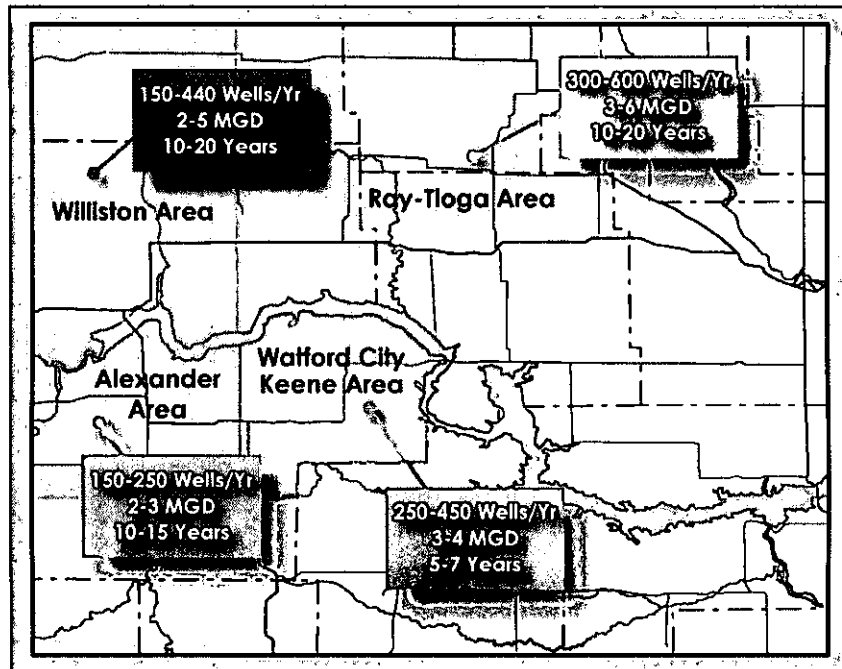 150-440 Wells/Yr
2-5 MGD
10-20 Years
300-600 Wells/Yr
3-6 MGD
10-20 Years
Williston Area
Ray-Tioga Area
Alexander
Area
Watford City
Keene Area
150-250 Wells/Yr
2-3 MGD
10-15 Years
250-450 Wells/Yr
3-4 MGD
5-7 Years